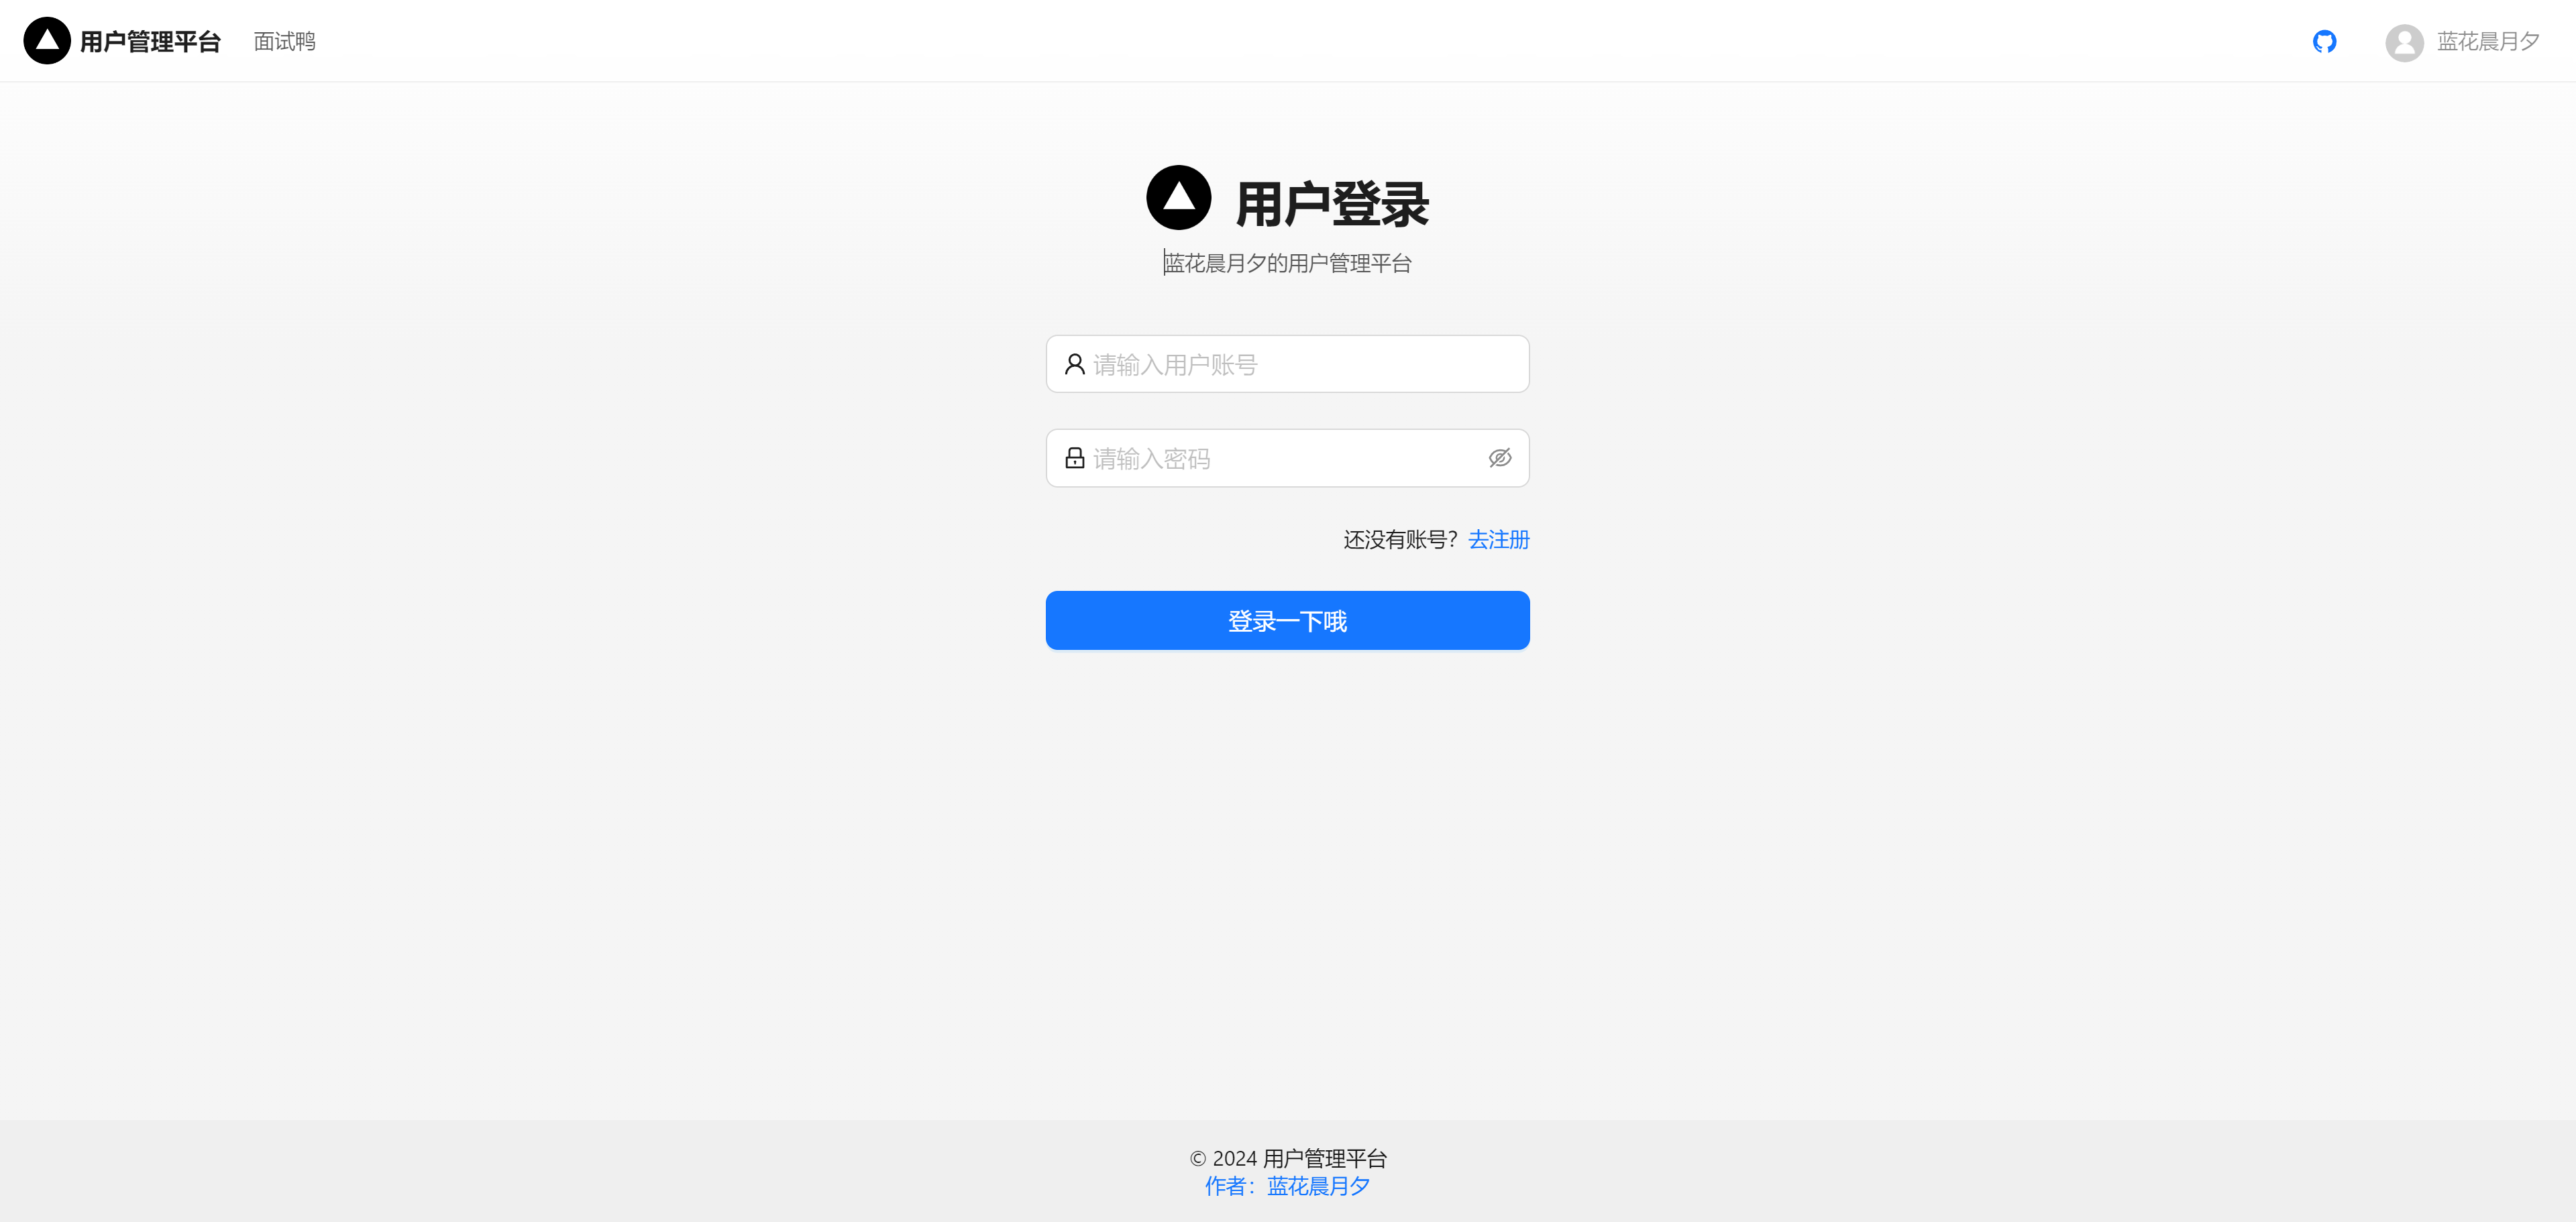 用户管理平台 面试鸭 蓝花晨月夕
用户登录
蓝花晨月夕的用户管理平台
请输入用户账号
请输入密码
还没有账号？去注册
登录一下哦
© 2024 用户管理平台
作者：蓝花晨月夕